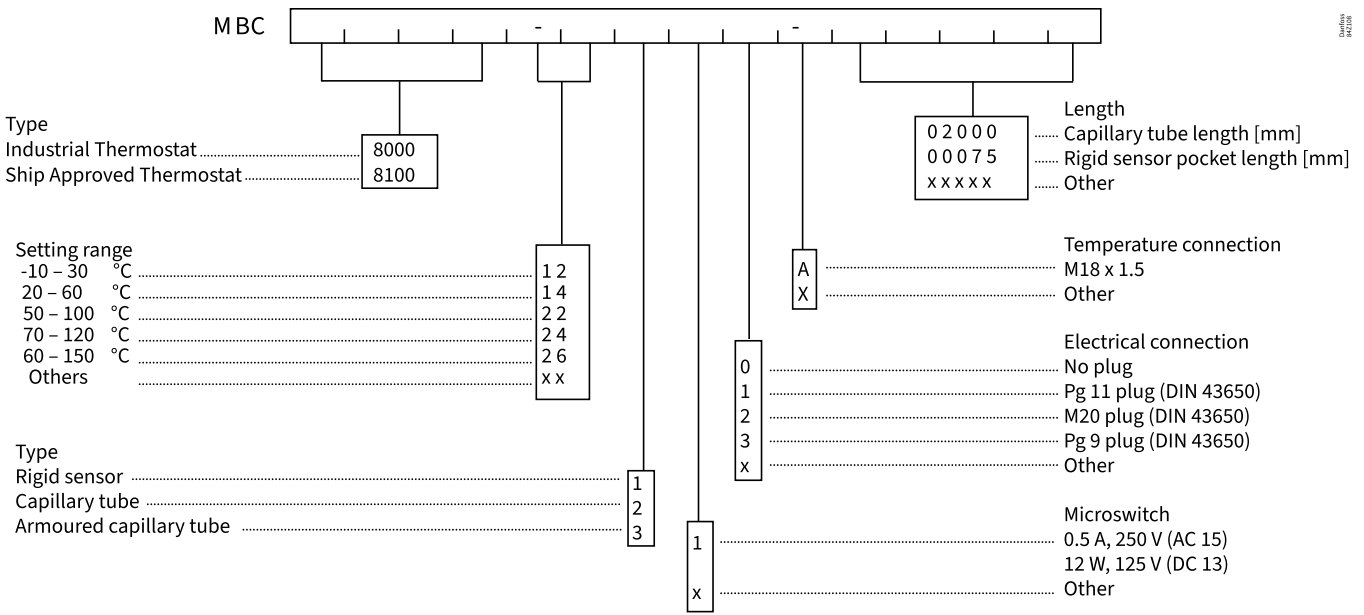 MBC - -
Danfoss
84Z108
Type
Industrial Thermostat 8000
Ship Approved Thermostat 8100
Length
02000 Capillary tube length [mm]
00075 Rigid sensor pocket length [mm]
xxxxx Other
Setting range
-10 – 30 °C 12
20 – 60 °C 14
50 – 100 °C 22
70 – 120 °C 24
60 – 150 °C 26
Others xx
Temperature connection
A M18 x 1.5
X Other
Electrical connection
0 No plug
1 Pg 11 plug (DIN 43650)
2 M20 plug (DIN 43650)
3 Pg 9 plug (DIN 43650)
x Other
Type
Rigid sensor 1
Capillary tube 2
Armoured capillary tube 3
Microswitch
1 0.5 A, 250 V (AC 15)
12 W, 125 V (DC 13)
x Other